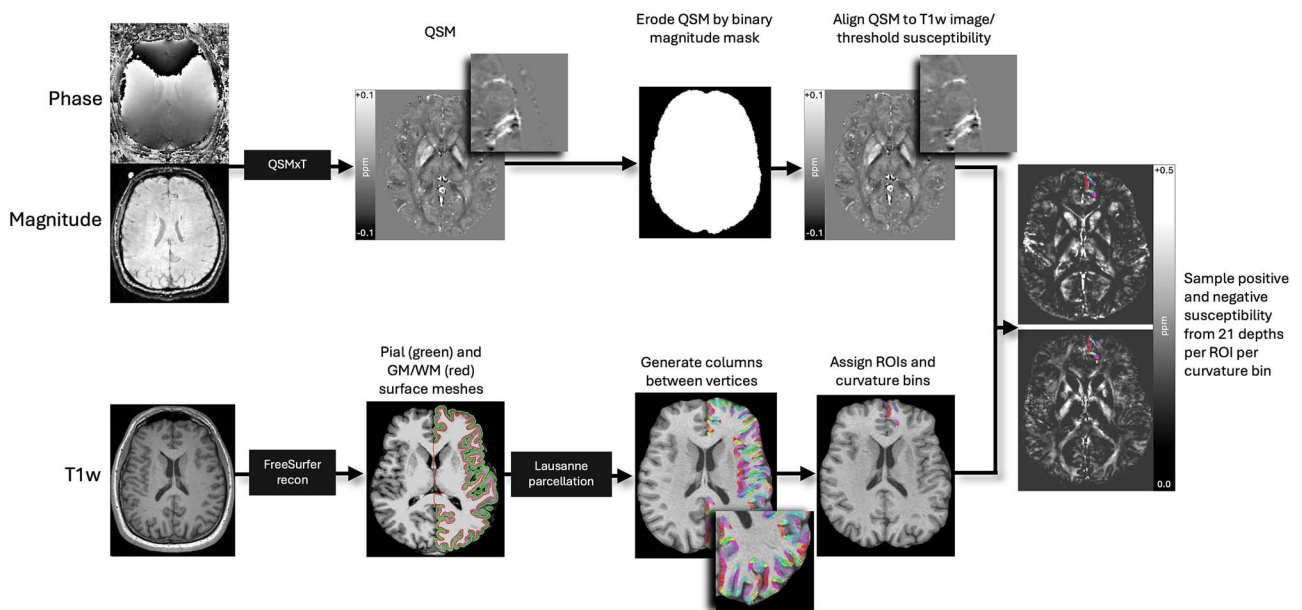 Phase
Magnitude
QSMxT
QSM
+0.1
ppm
-0.1
Erode QSM by binary
magnitude mask
Align QSM to T1w image/
threshold susceptibility
+0.1
ppm
-0.1
T1w
FreeSurfer
recon
Pial (green) and
GM/WM (red)
surface meshes
Lausanne
parcellation
Generate columns
between vertices
Assign ROIs and
curvature bins
+0.5
ppm
0.0
Sample positive
and negative
susceptibility
from 21 depths
per ROI per
curvature bin